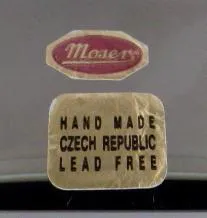 Moser
HAND MADE
CZECH REPUBLIC
LEAD FREE